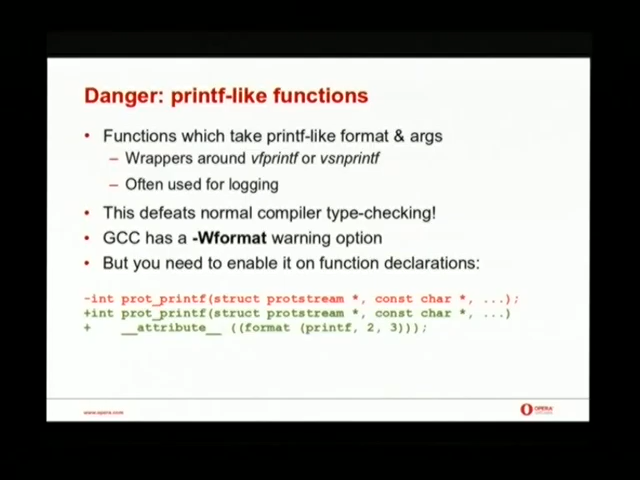 Danger: printf-like functions
• Functions which take printf-like format & args
– Wrappers around vfprintf or vsnprintf
– Often used for logging
• This defeats normal compiler type-checking!
• GCC has a -Wformat warning option
• But you need to enable it on function declarations:
-int prot_printf(struct protstream *, const char *, ...);
+int prot_printf(struct protstream *, const char *, ...)
+ __attribute__ ((format (printf, 2, 3)));
www.opera.com
OPERA